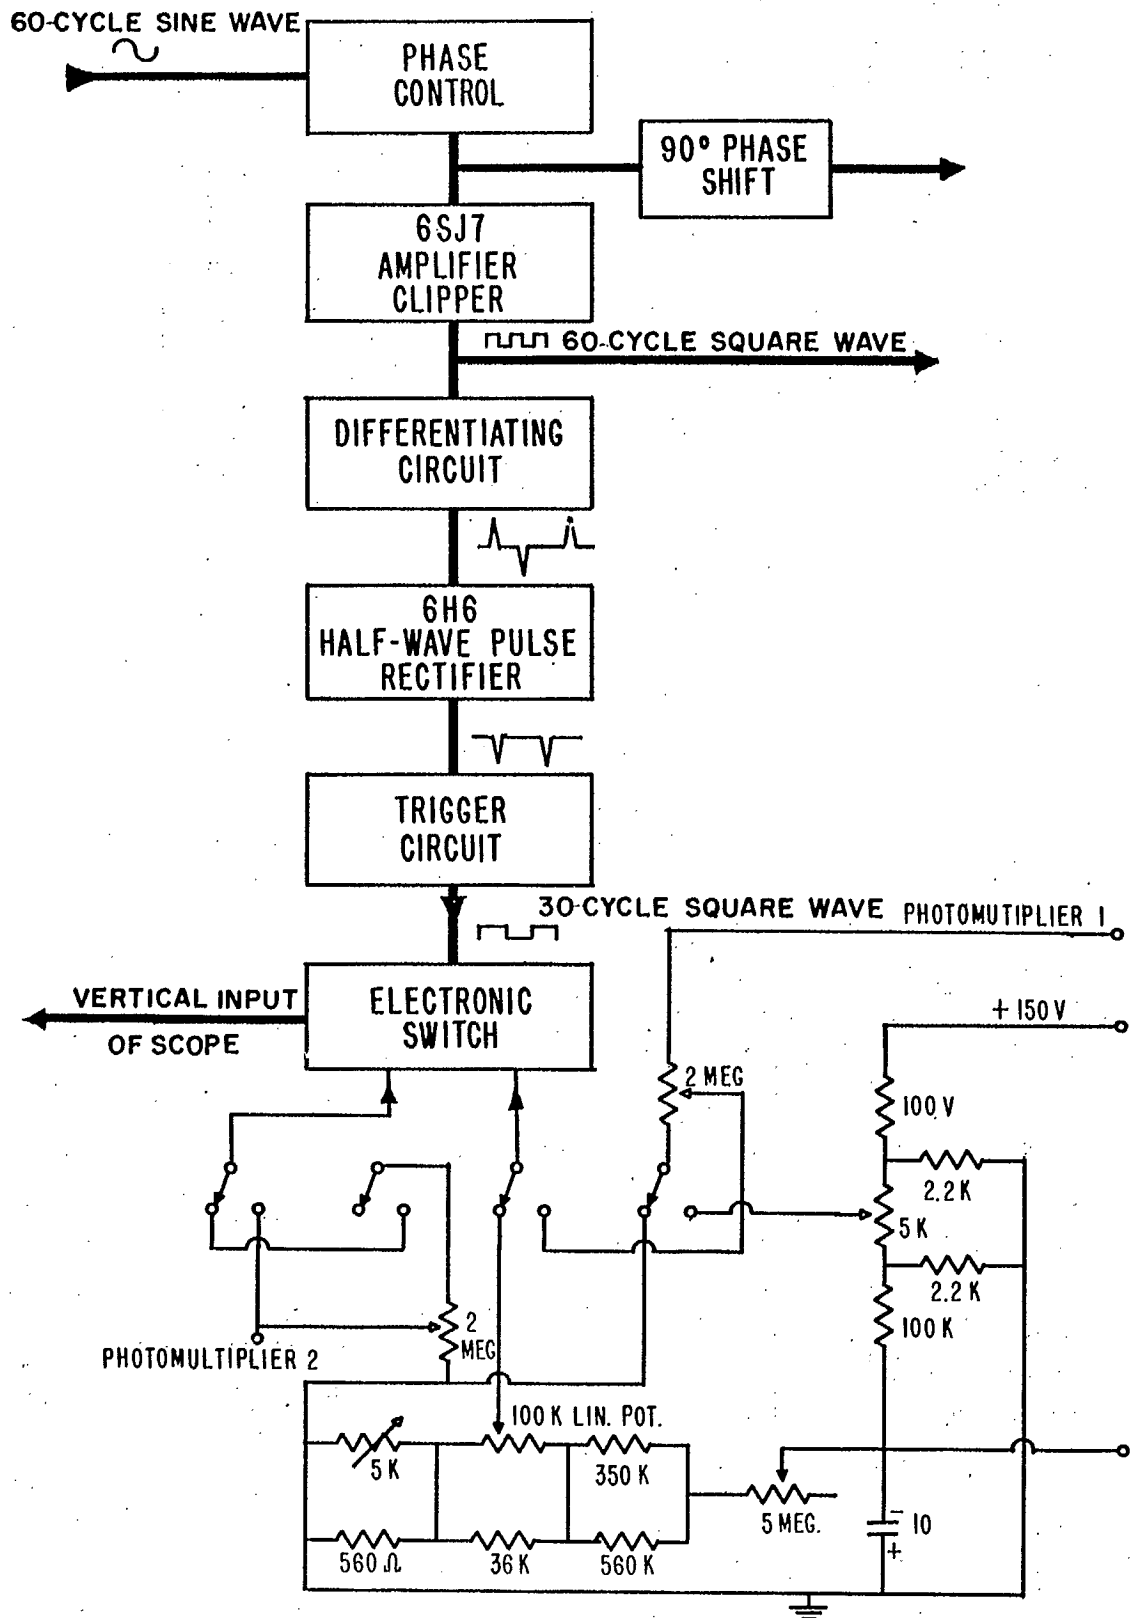 60-CYCLE SINE WAVE
PHASE
CONTROL
90° PHASE
SHIFT
6SJ7
AMPLIFIER
CLIPPER
60-CYCLE SQUARE WAVE
DIFFERENTIATING
CIRCUIT
6H6
HALF-WAVE PULSE
RECTIFIER
TRIGGER
CIRCUIT
30-CYCLE SQUARE WAVE
PHOTOMUTIPLIER 1
VERTICAL INPUT
OF SCOPE
ELECTRONIC
SWITCH
+150 V
2 MEG
100 V
2.2 K
5 K
2.2 K
100 K
2
MEG
PHOTOMULTIPLIER 2
100 K LIN. POT.
5 K
350 K
5 MEG.
- 10
+
560 Ω
36 K
560 K